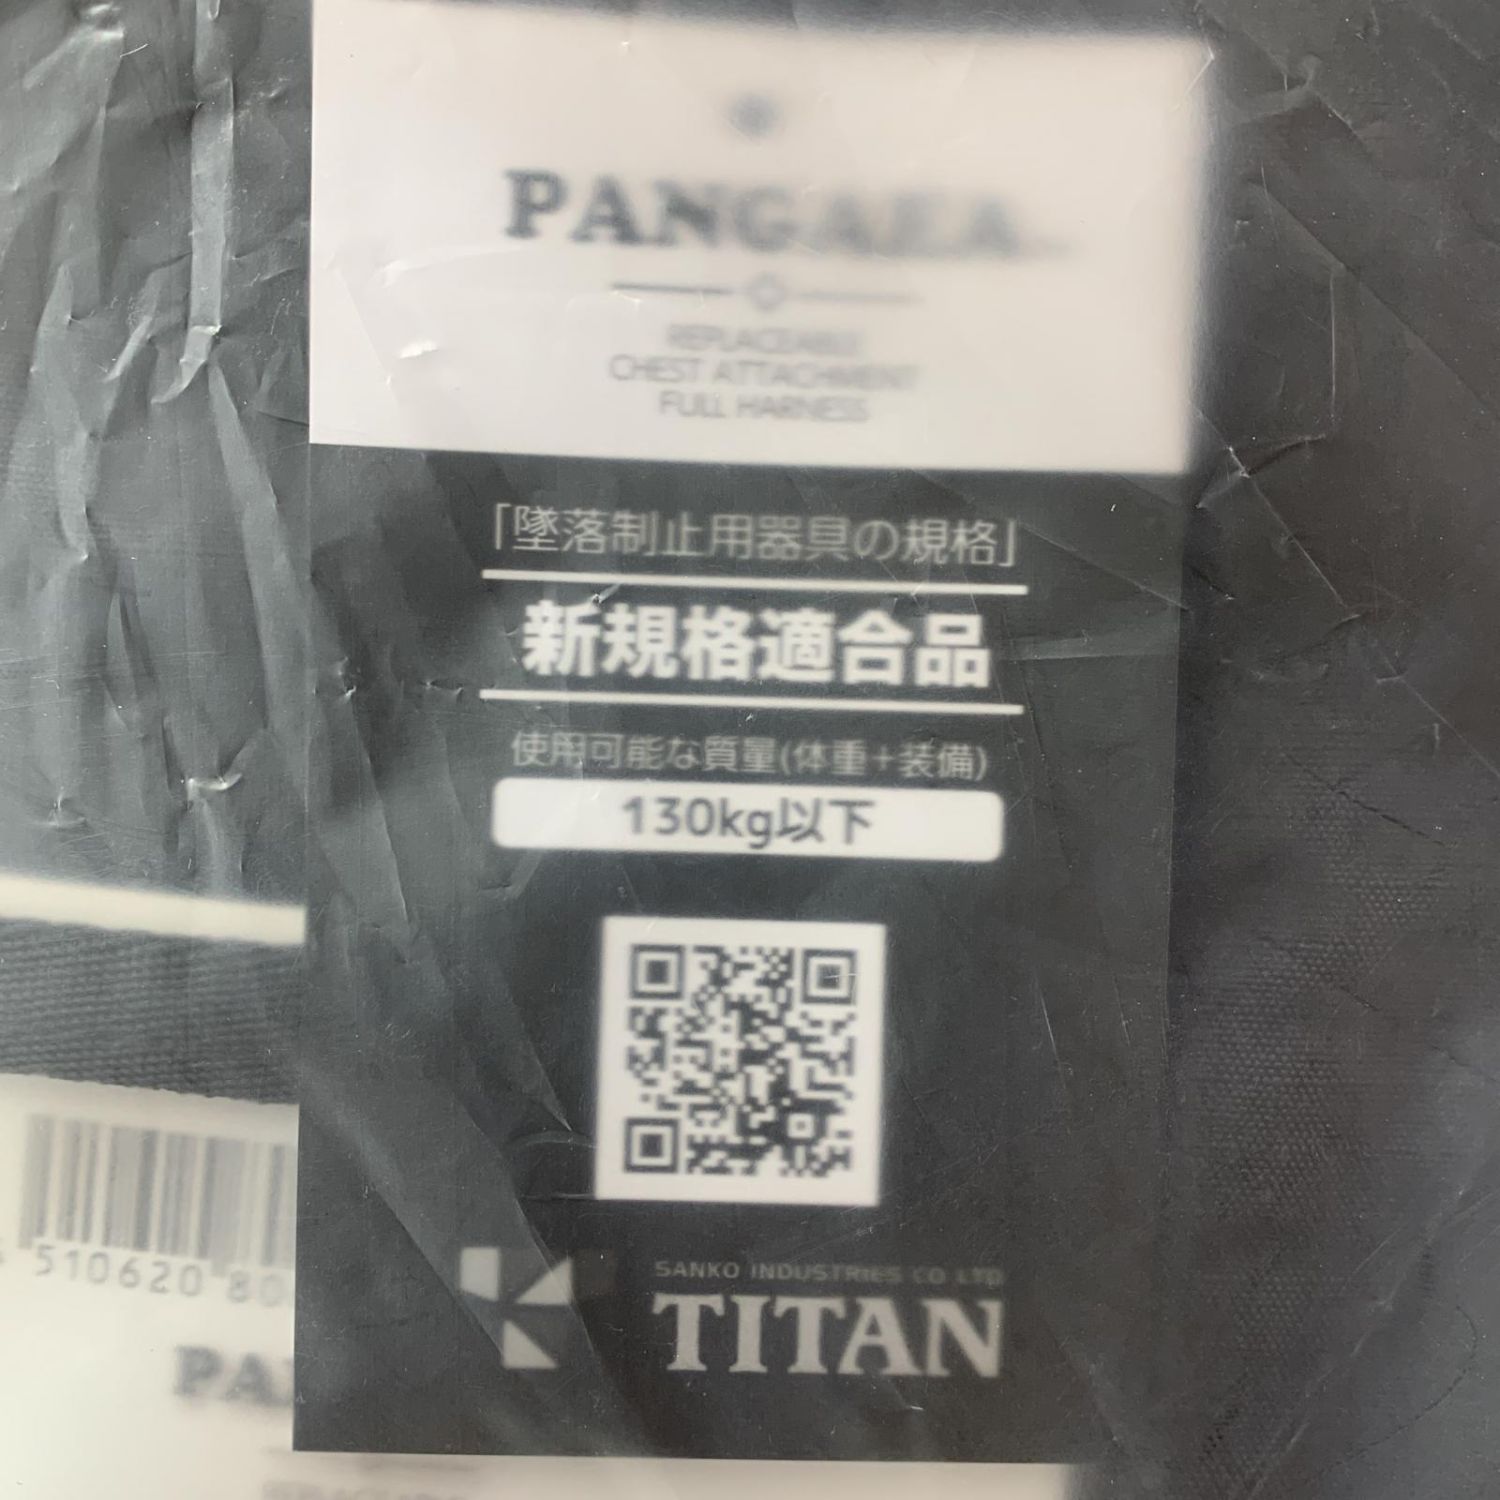 PANGAEA
REPLACEABLE
CHEST ATTACHMENT
FULL HARNESS
「墜落制止用器具の規格」
新規格適合品
使用可能な質量(体重+装備)
130kg以下
SANKO INDUSTRIES CO LTD
TITAN
510620 80
PA